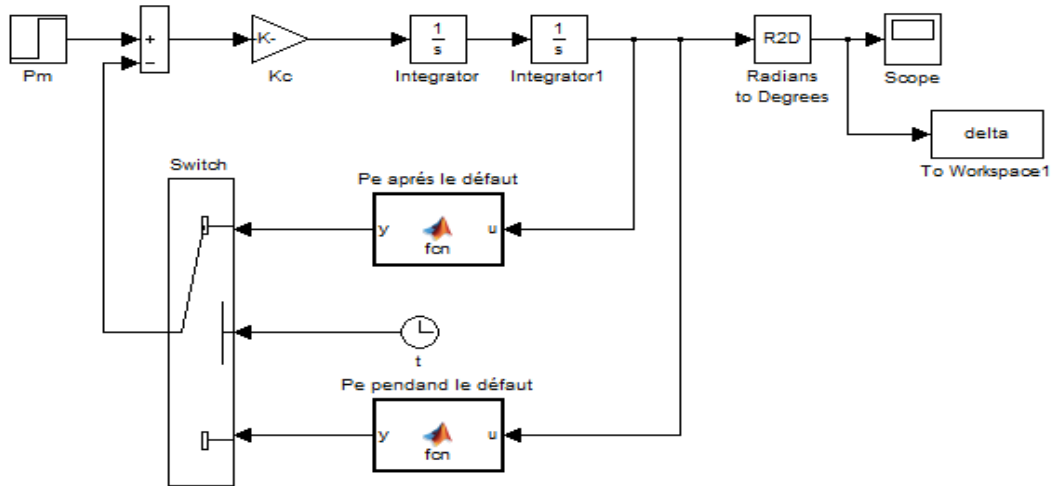 Pm
+
−
K-
Kc
1
s
Integrator
1
s
Integrator1
R2D
Radians
to Degrees
Scope
delta
To Workspace1
Switch
Pe aprés le défaut
y
fcn
u
t
Pe pendand le défaut
y
fcn
u